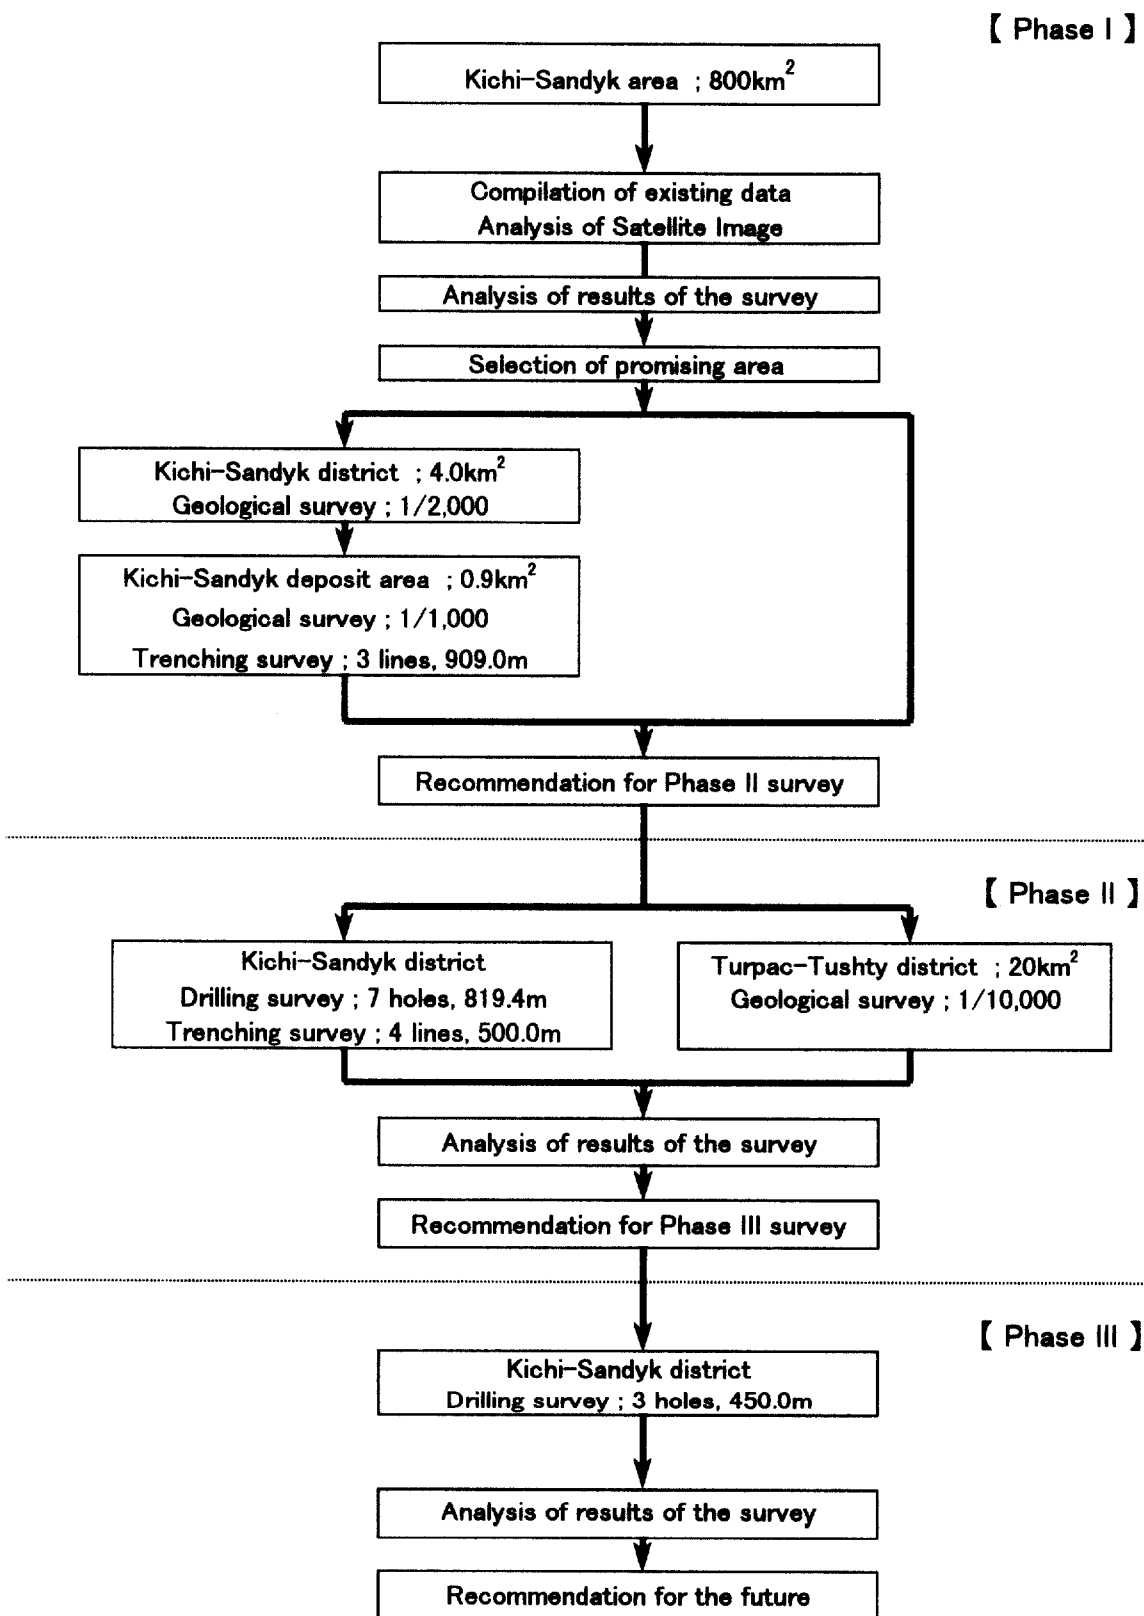 【 Phase I 】
Kichi-Sandyk area ; 800km²
Compilation of existing data
Analysis of Satellite Image
Analysis of results of the survey
Selection of promising area
Kichi-Sandyk district ; 4.0km²
Geological survey ; 1/2,000
Kichi-Sandyk deposit area ; 0.9km²
Geological survey ; 1/1,000
Trenching survey ; 3 lines, 909.0m
Recommendation for Phase II survey
【 Phase II 】
Kichi-Sandyk district
Drilling survey ; 7 holes, 819.4m
Trenching survey ; 4 lines, 500.0m
Turpac-Tushty district ; 20km²
Geological survey ; 1/10,000
Analysis of results of the survey
Recommendation for Phase III survey
【 Phase III 】
Kichi-Sandyk district
Drilling survey ; 3 holes, 450.0m
Analysis of results of the survey
Recommendation for the future